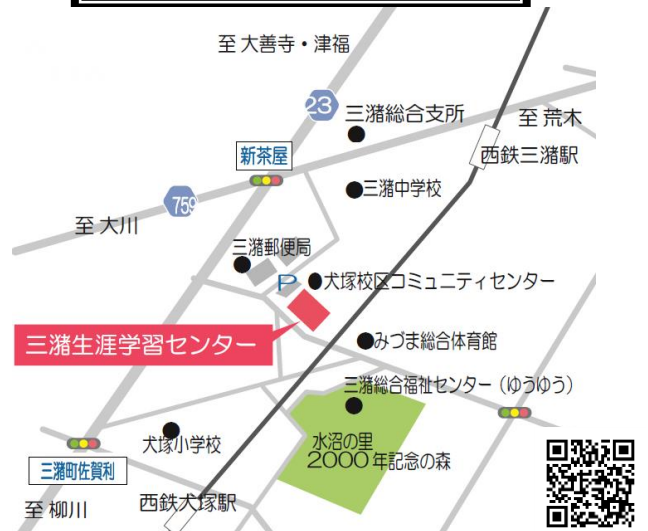 至大善寺・津福
23
三潴総合支所
至荒木
新茶屋
西鉄三潴駅
759
三潴中学校
至大川
三潴郵便局
P
犬塚校区コミュニティセンター
三潴生涯学習センター
みづま総合体育館
三潴総合福祉センター(ゆうゆう)
犬塚小学校
水沼の里
2000年記念の森
三潴町佐賀利
至柳川
西鉄犬塚駅